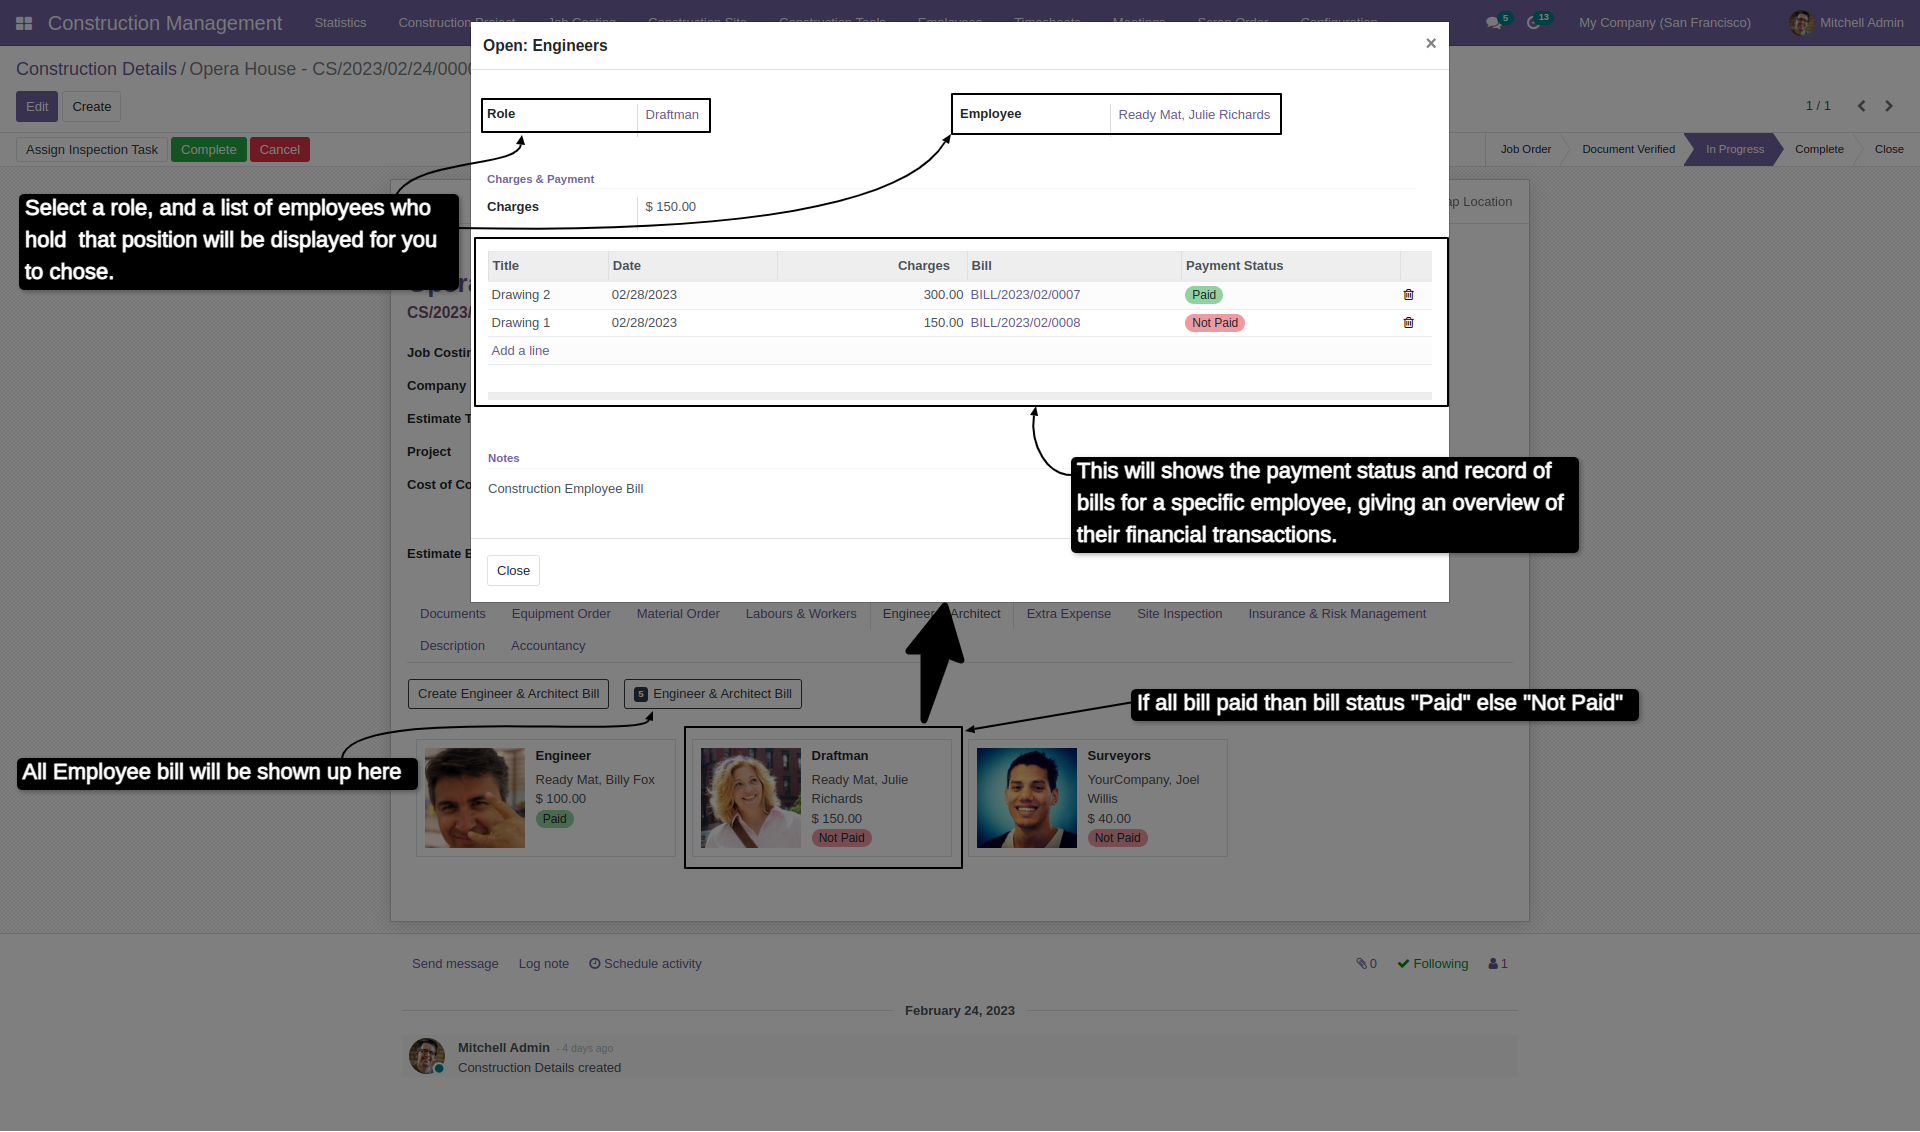 Construction Management Statistics Construction Project Job Costing Construction Site Construction Tools Employees Timesheets Meetings Scrap Order Configuration 5 13 My Company (San Francisco) Mitchell Admin
Open: Engineers ×
Construction Details / Opera House - CS/2023/02/24/000
Edit Create 1 / 1
Role Draftman Employee Ready Mat, Julie Richards
Assign Inspection Task Complete Cancel Job Order Document Verified In Progress Complete Close
Charges & Payment
Charges $ 150.00
ap Location
Select a role, and a list of employees who
hold that position will be displayed for you
to chose.
Title Date Charges Bill Payment Status
Drawing 2 02/28/2023 300.00 BILL/2023/02/0007 Paid
Drawing 1 02/28/2023 150.00 BILL/2023/02/0008 Not Paid
Add a line
CS/2023/
Job Costin
Company
Estimate T
Project
Cost of Co
Estimate B
Notes
Construction Employee Bill
This will shows the payment status and record of
bills for a specific employee, giving an overview of
their financial transactions.
Close
Documents Equipment Order Material Order Labours & Workers Engineer Architect Extra Expense Site Inspection Insurance & Risk Management
Description Accountancy
Create Engineer & Architect Bill 5 Engineer & Architect Bill
If all bill paid than bill status "Paid" else "Not Paid"
All Employee bill will be shown up here
Engineer
Ready Mat, Billy Fox
$ 100.00
Paid
Draftman
Ready Mat, Julie
Richards
$ 150.00
Not Paid
Surveyors
YourCompany, Joel
Willis
$ 40.00
Not Paid
Send message Log note Schedule activity 0 Following 1
February 24, 2023
Mitchell Admin - 4 days ago
Construction Details created